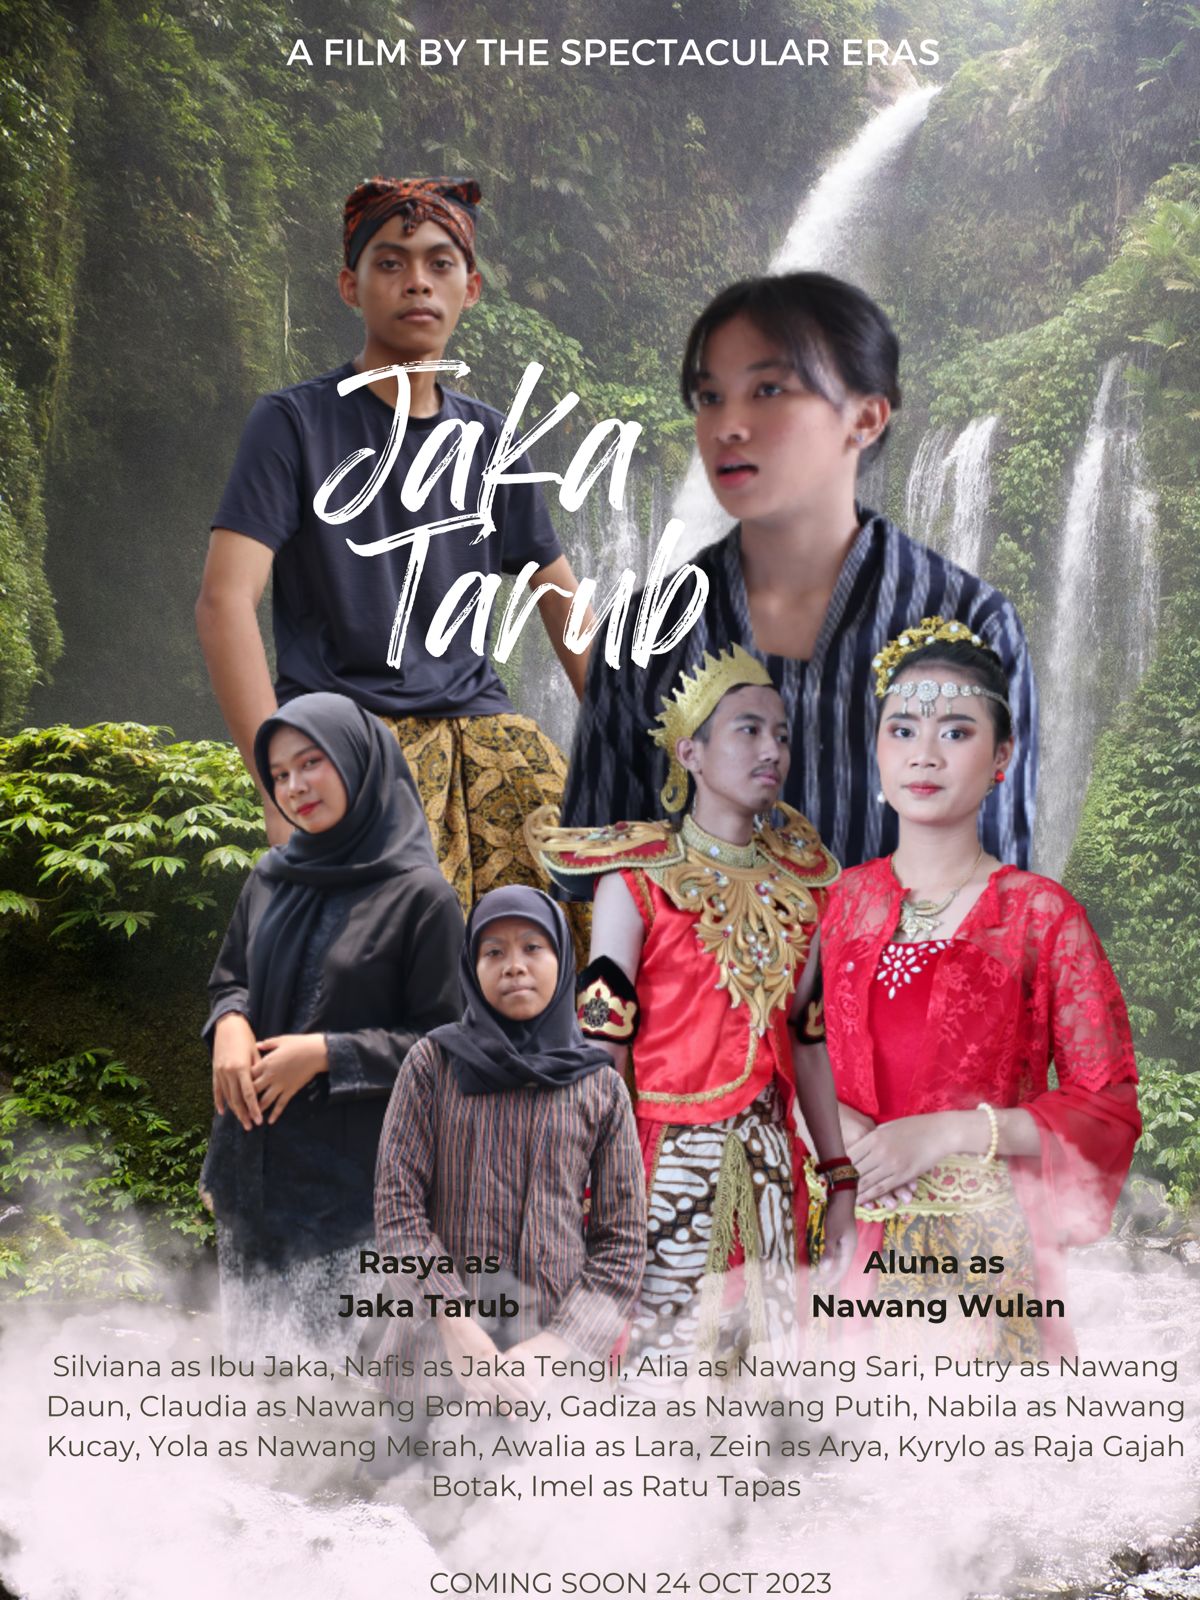 A FILM BY THE SPECTACULAR ERAS
Jaka
Tarub
Rasya as
Jaka Tarub
Aluna as
Nawang Wulan
Silviana as Ibu Jaka, Nafis as Jaka Tengil, Alia as Nawang Sari, Putry as Nawang
Daun, Claudia as Nawang Bombay, Gadiza as Nawang Putih, Nabila as Nawang
Kucay, Yola as Nawang Merah, Awalia as Lara, Zein as Arya, Kyrylo as Raja Gajah
Botak, Imel as Ratu Tapas
COMING SOON 24 OCT 2023